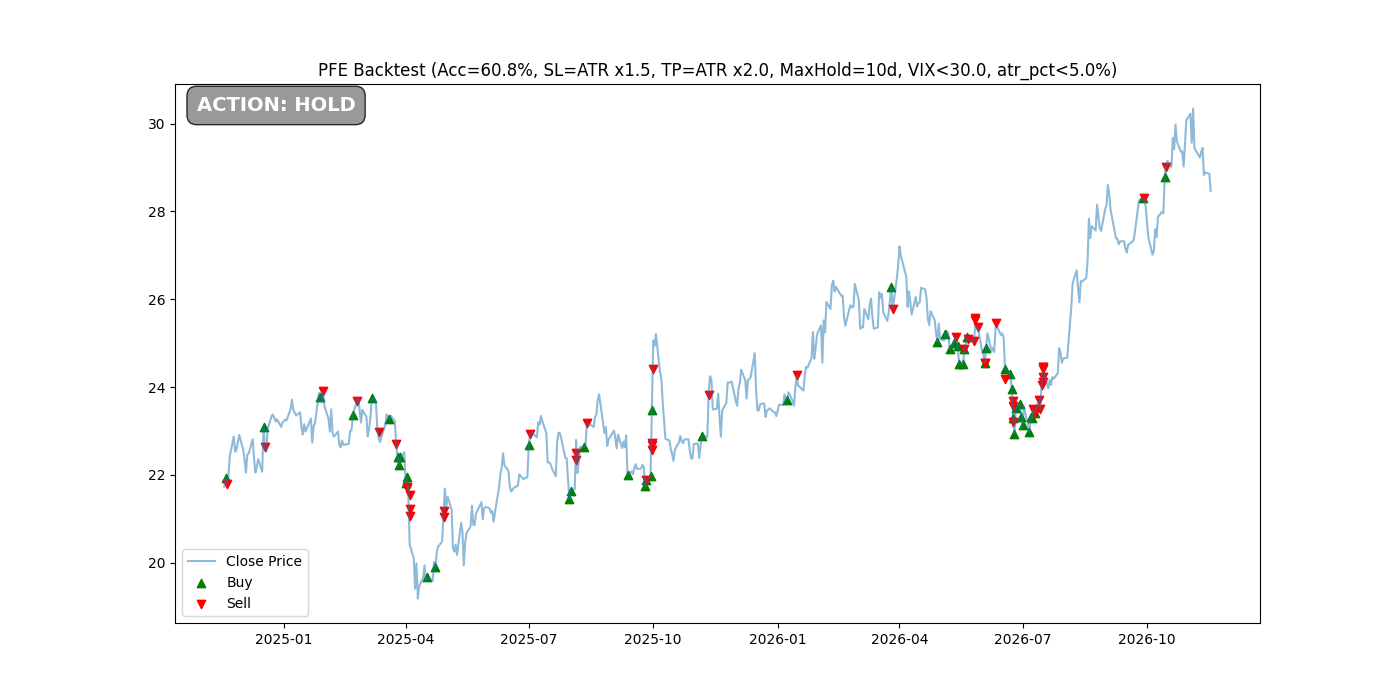 PFE Backtest (Acc=60.8%, SL=ATR x1.5, TP=ATR x2.0, MaxHold=10d, VIX<30.0, atr_pct<5.0%)
ACTION: HOLD
30
28
26
24
22
20
Close Price
Buy
Sell
2025-01 2025-04 2025-07 2025-10 2026-01 2026-04 2026-07 2026-10